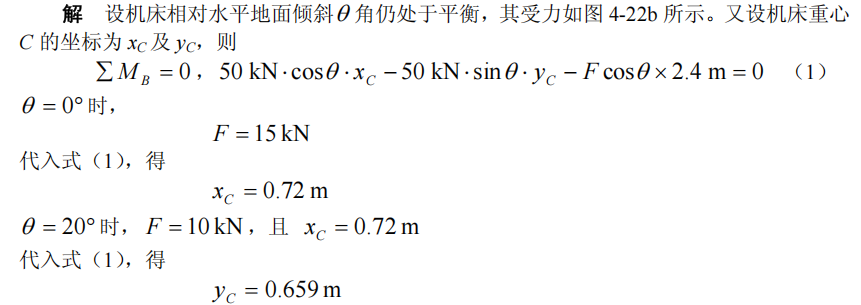 解 设机床相对水平地面倾斜θ角仍处于平衡，其受力如图 4-22b 所示。又设机床重心
C 的坐标为 x_C 及 y_C，则
∑M_B = 0，50 kN·cosθ·x_C − 50 kN·sinθ·y_C − F cosθ × 2.4 m = 0 （1）
θ = 0° 时，
F = 15 kN
代入式（1），得
x_C = 0.72 m
θ = 20° 时，F = 10 kN，且 x_C = 0.72 m
代入式（1），得
y_C = 0.659 m